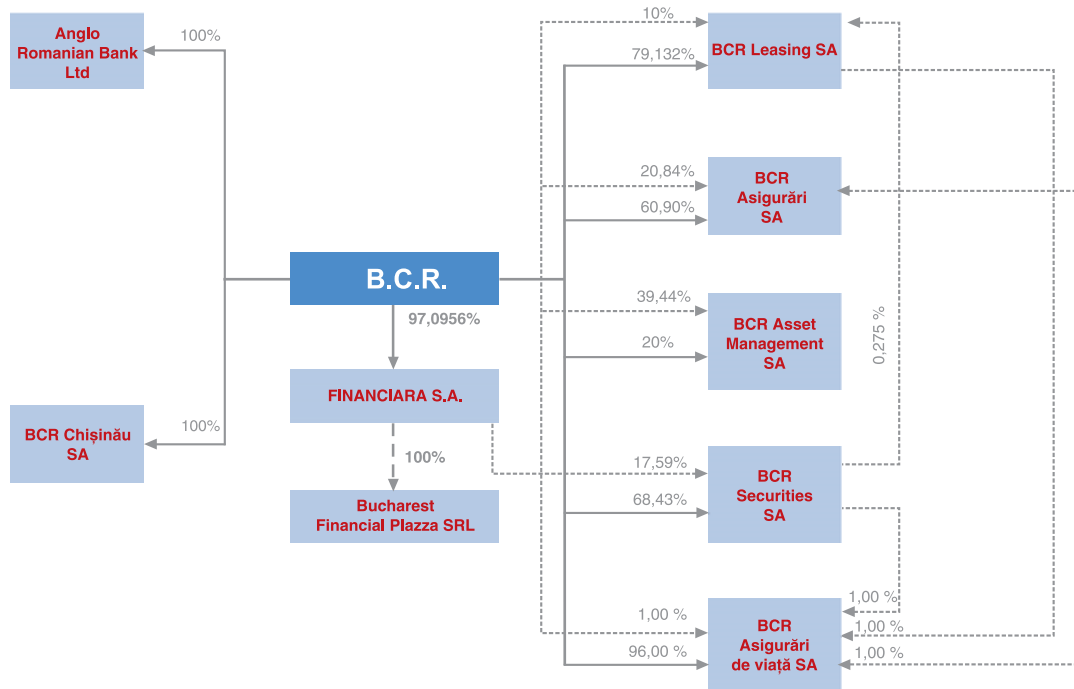 Anglo
Romanian Bank
Ltd
100%
10%
79,132%
BCR Leasing SA
20,84%
60,90%
BCR
Asigurări
SA
B.C.R.
97,0956%
39,44%
20%
BCR Asset
Management
SA
0,275 %
FINANCIARA S.A.
100%
BCR Chișinău
SA
100%
Bucharest
Financial Plazza SRL
17,59%
68,43%
BCR
Securities
SA
1,00 %
96,00 %
BCR
Asigurări
de viață SA
1,00 %
1,00 %
1,00 %